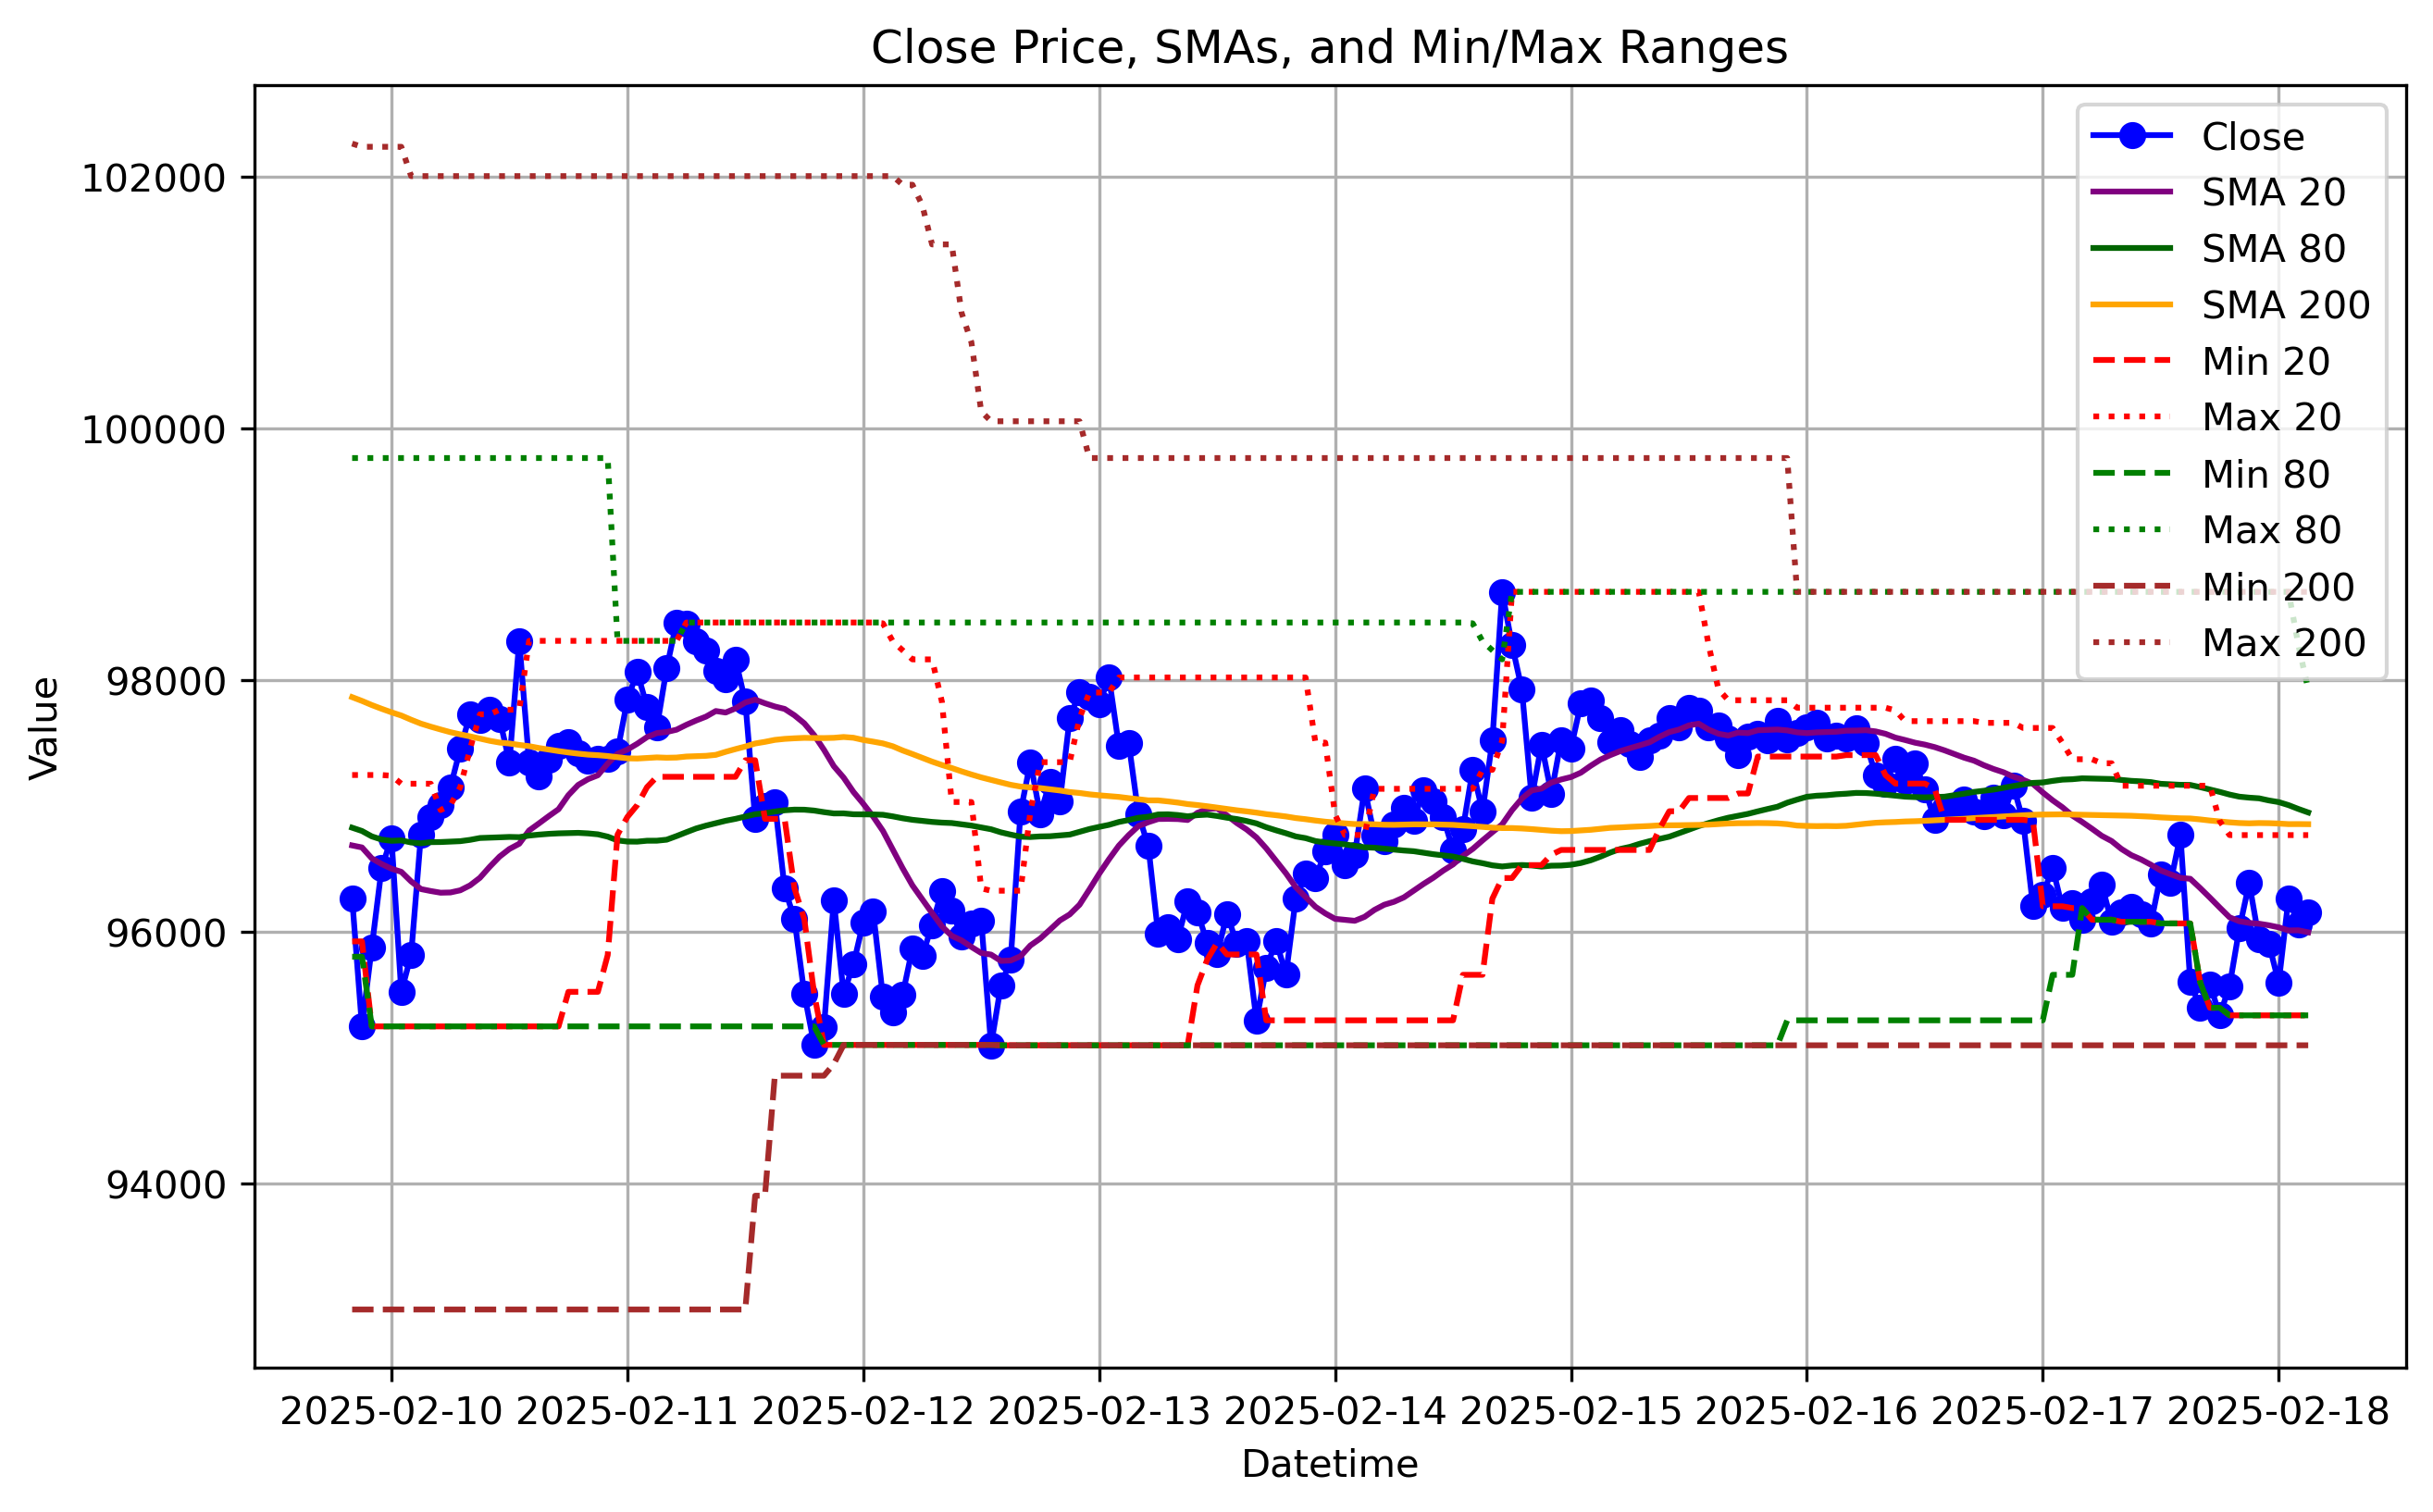 Close Price, SMAs, and Min/Max Ranges
Value
102000
100000
98000
96000
94000
Close
SMA 20
SMA 80
SMA 200
Min 20
Max 20
Min 80
Max 80
Min 200
Max 200
2025-02-10 2025-02-11 2025-02-12 2025-02-13 2025-02-14 2025-02-15 2025-02-16 2025-02-17 2025-02-18
Datetime